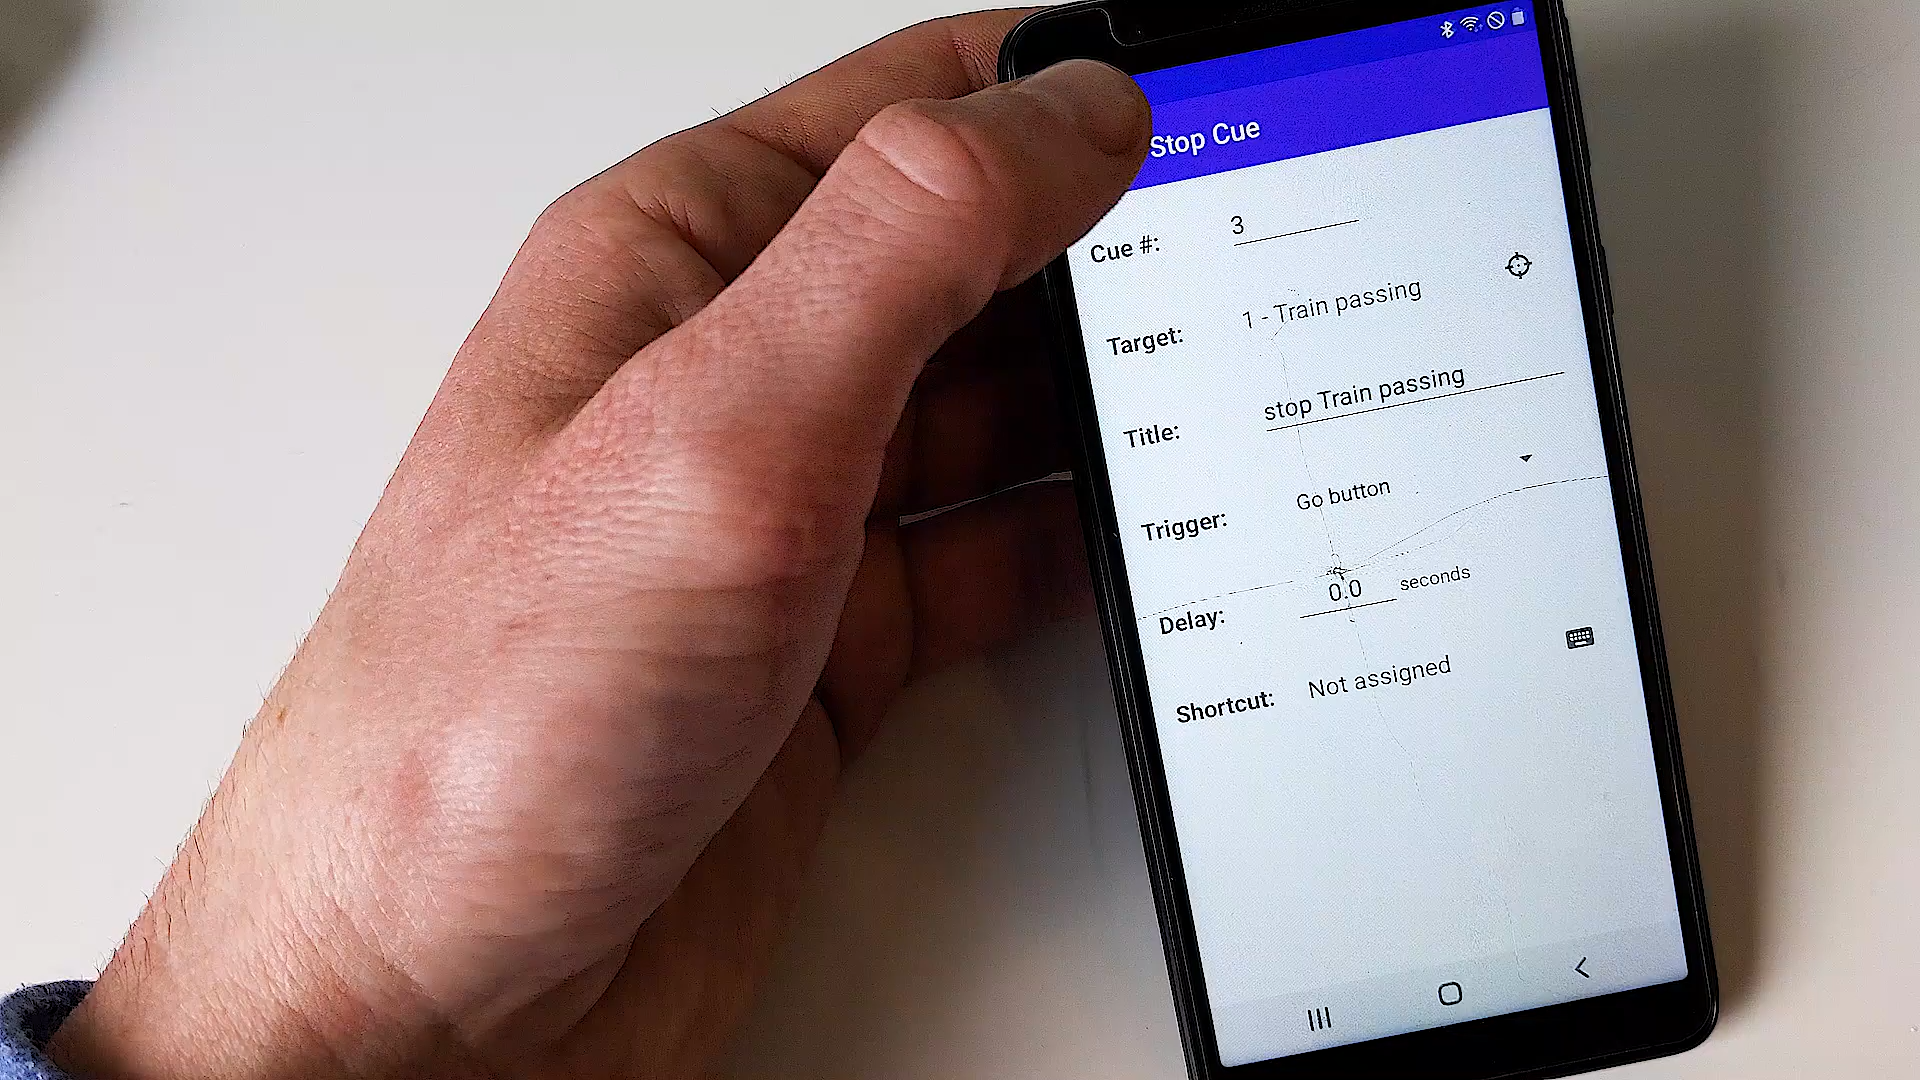 Stop Cue
Cue #: 3
Target: 1 - Train passing
Title: stop Train passing
Trigger: Go button
Delay: 0.0 seconds
Shortcut: Not assigned